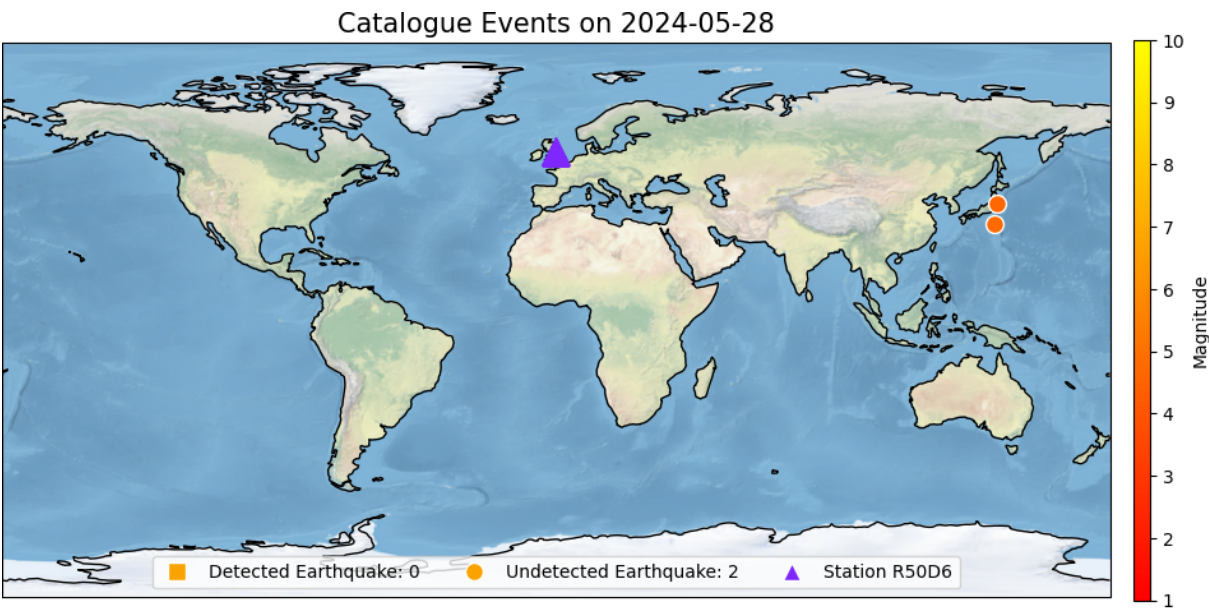 Catalogue Events on 2024-05-28
10
9
8
7
6
5
4
3
2
1
Magnitude
Detected Earthquake: 0
Undetected Earthquake: 2
Station R50D6